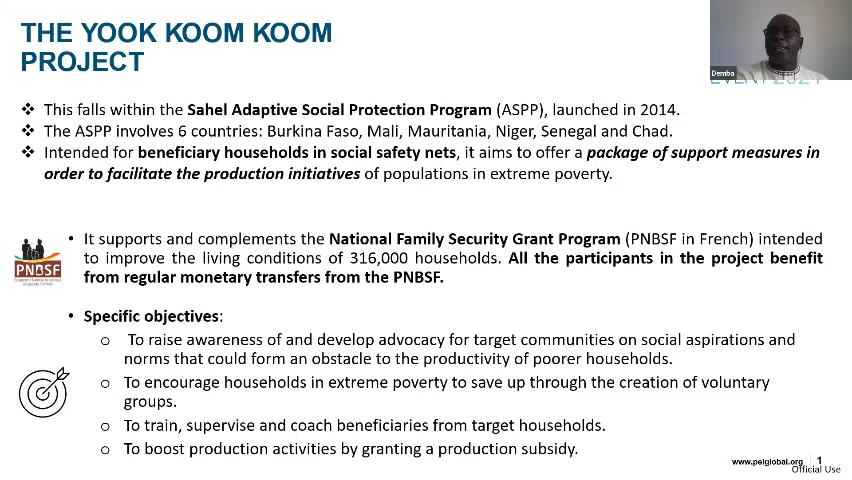 THE YOOK KOOM KOOM
PROJECT
Demba
EVENT 2021
❖ This falls within the Sahel Adaptive Social Protection Program (ASPP), launched in 2014.
❖ The ASPP involves 6 countries: Burkina Faso, Mali, Mauritania, Niger, Senegal and Chad.
❖ Intended for beneficiary households in social safety nets, it aims to offer a package of support measures in
order to facilitate the production initiatives of populations in extreme poverty.
• It supports and complements the National Family Security Grant Program (PNBSF in French) intended
to improve the living conditions of 316,000 households. All the participants in the project benefit
from regular monetary transfers from the PNBSF.
PNBSF
• Specific objectives:
o To raise awareness of and develop advocacy for target communities on social aspirations and
norms that could form an obstacle to the productivity of poorer households.
o To encourage households in extreme poverty to save up through the creation of voluntary
groups.
o To train, supervise and coach beneficiaries from target households.
o To boost production activities by granting a production subsidy.
www.peiglobal.org 1
Official Use